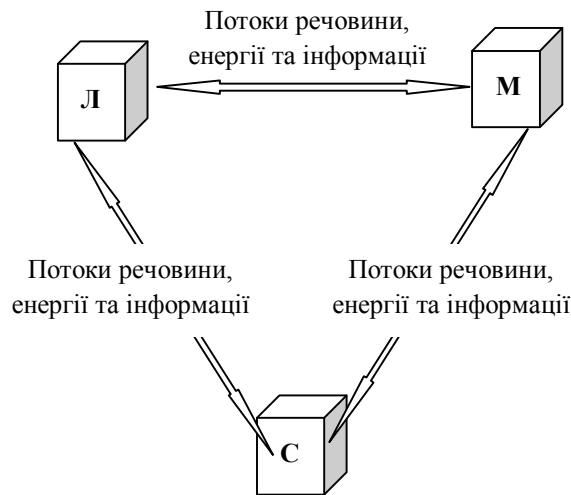 Потоки речовини,
енергії та інформації
Л
М
Потоки речовини,
енергії та інформації
Потоки речовини,
енергії та інформації
С